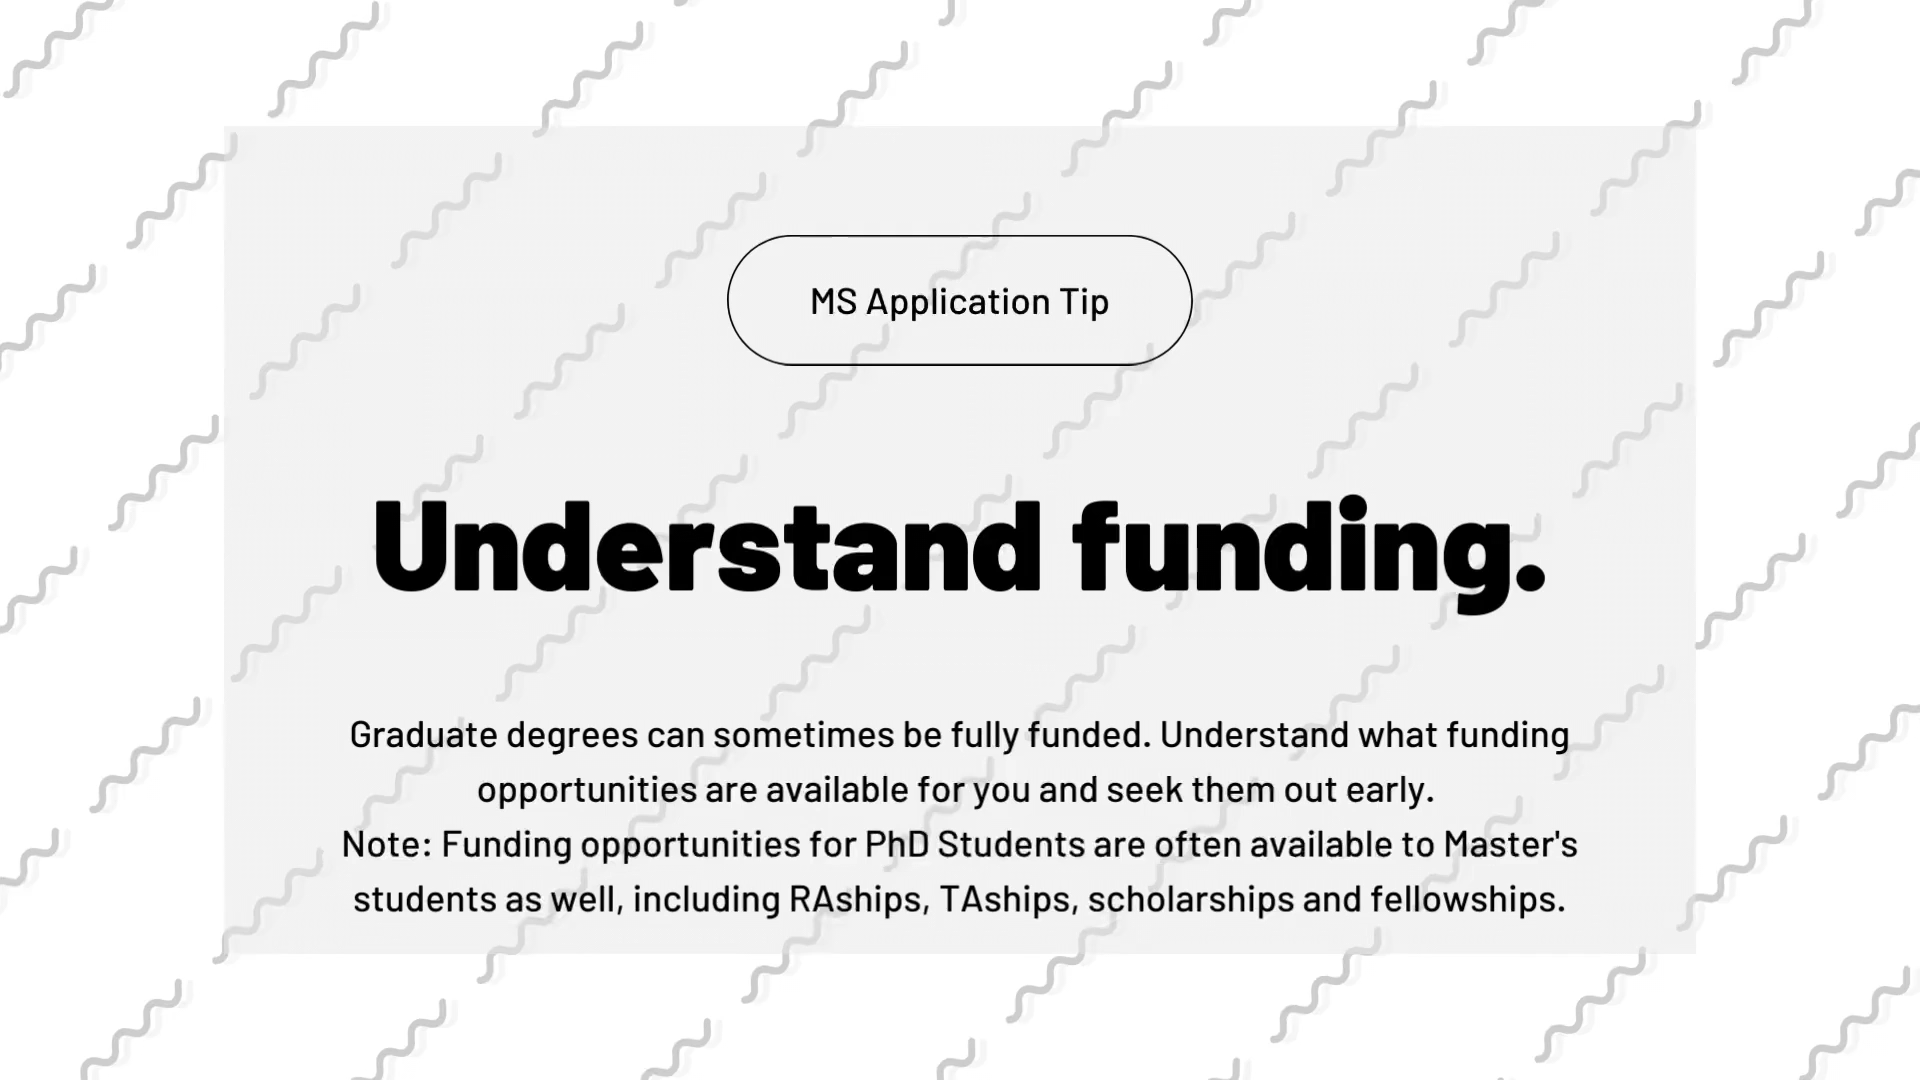 MS Application Tip
Understand funding.
Graduate degrees can sometimes be fully funded. Understand what funding
opportunities are available for you and seek them out early.
Note: Funding opportunities for PhD Students are often available to Master's
students as well, including RAships, TAships, scholarships and fellowships.